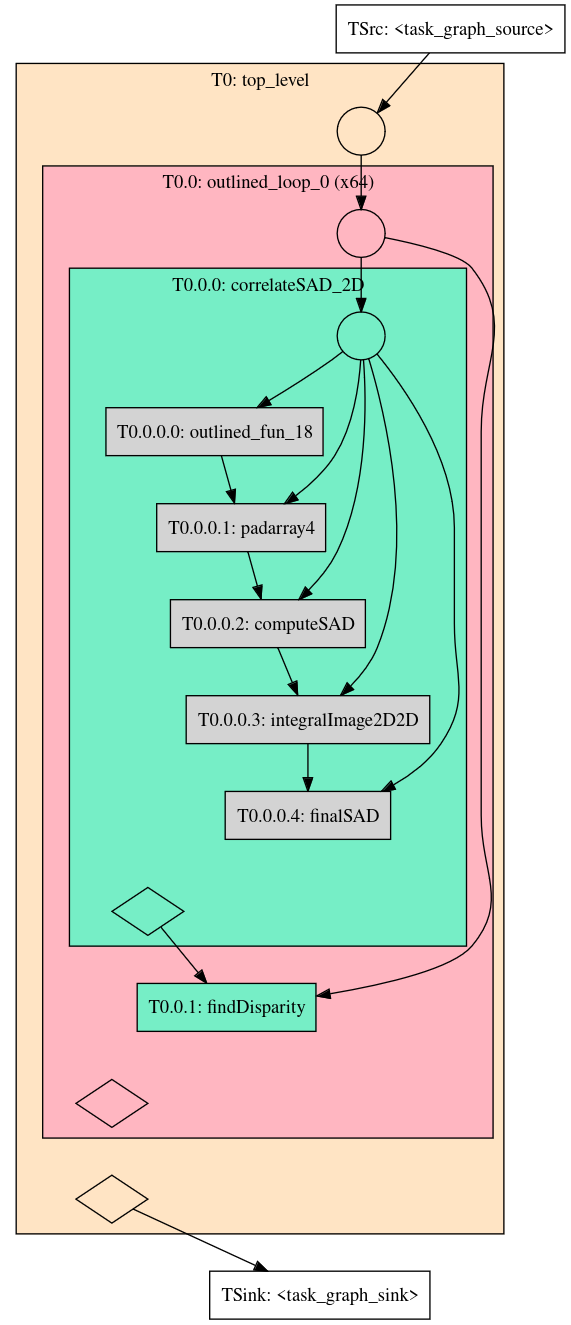 TSrc: <task_graph_source>
T0: top_level
T0.0: outlined_loop_0 (x64)
T0.0.0: correlateSAD_2D
T0.0.0.0: outlined_fun_18
T0.0.0.1: padarray4
T0.0.0.2: computeSAD
T0.0.0.3: integralImage2D2D
T0.0.0.4: finalSAD
T0.0.1: findDisparity
TSink: <task_graph_sink>